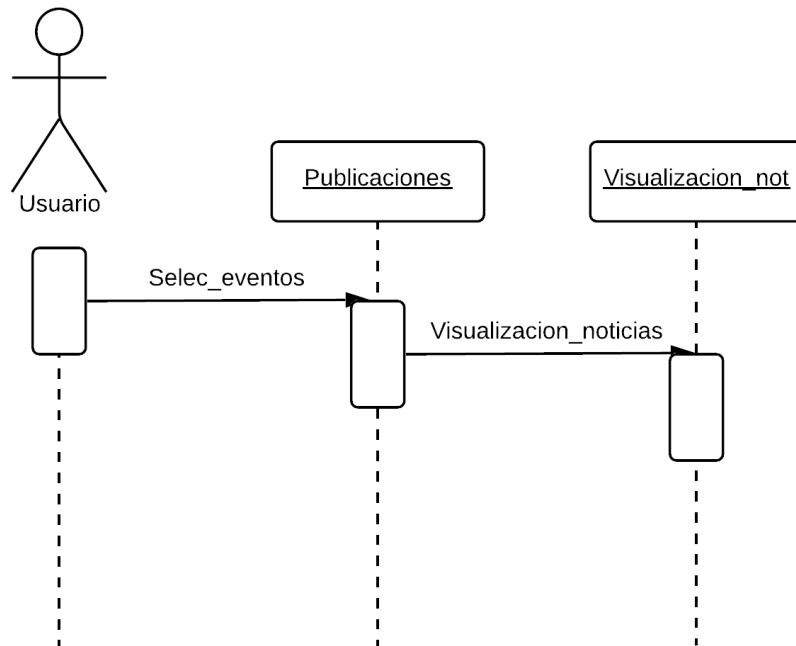 Usuario
Publicaciones
Visualizacion_not
Selec_eventos
Visualizacion_noticias